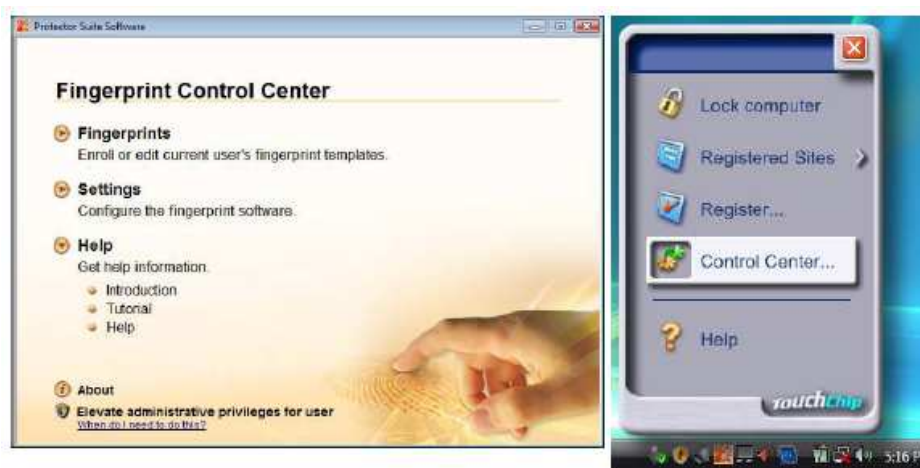 Protector Suite Software
Fingerprint Control Center
Fingerprints
Enroll or edit current user's fingerprint templates.
Settings
Configure the fingerprint software.
Help
Get help information.
Introduction
Tutorial
Help
About
Elevate administrative privileges for user
When do I need to do this?
Lock computer
Registered Sites
Register...
Control Center...
Help
TouchChip
5:16 P